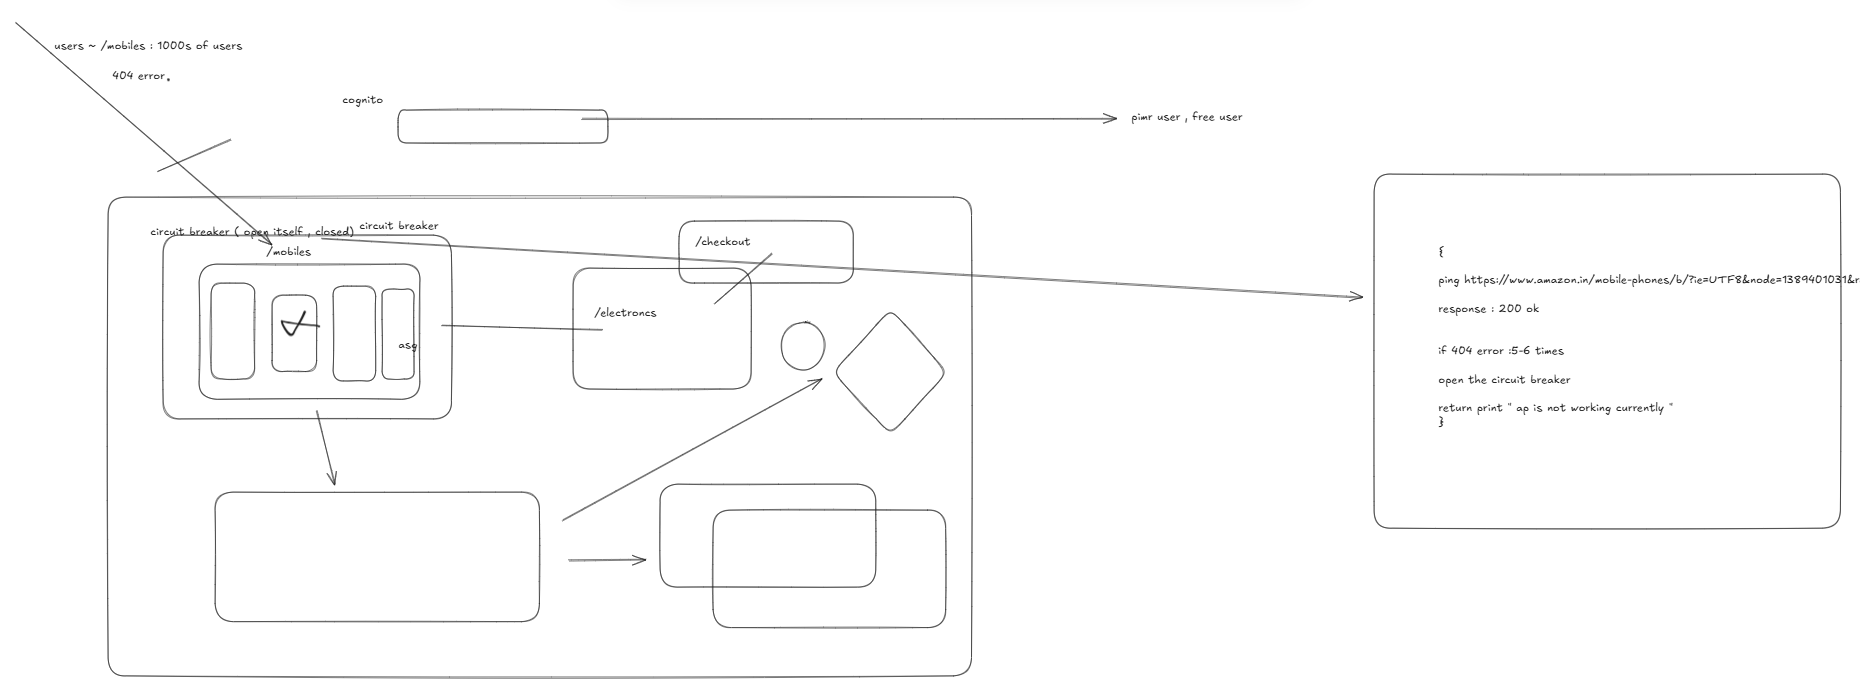 users ~ /mobiles : 1000s of users
404 error.
cognito
pimr user , free user
circuit breaker ( open itself , closed)
circuit breaker
/mobiles
asg
/checkout
/electroncs
{
ping https://www.amazon.in/mobile-phones/b/?ie=UTF8&node=1389401031&r
response : 200 ok
if 404 error :5-6 times
open the circuit breaker
return print " ap is not working currently "
}